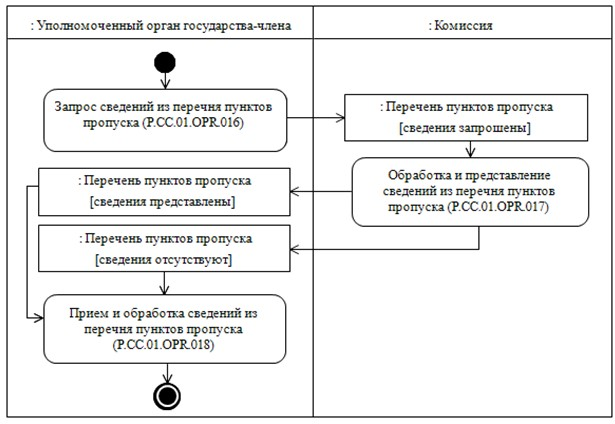 : Уполномоченный орган государства-члена
: Комиссия
Запрос сведений из перечня пунктов
пропуска (P.CC.01.OPR.016)
: Перечень пунктов пропуска
[сведения запрошены]
Обработка и представление
сведений из перечня пунктов
пропуска (P.CC.01.OPR.017)
: Перечень пунктов пропуска
[сведения представлены]
: Перечень пунктов пропуска
[сведения отсутствуют]
Прием и обработка сведений из
перечня пунктов пропуска
(P.CC.01.OPR.018)